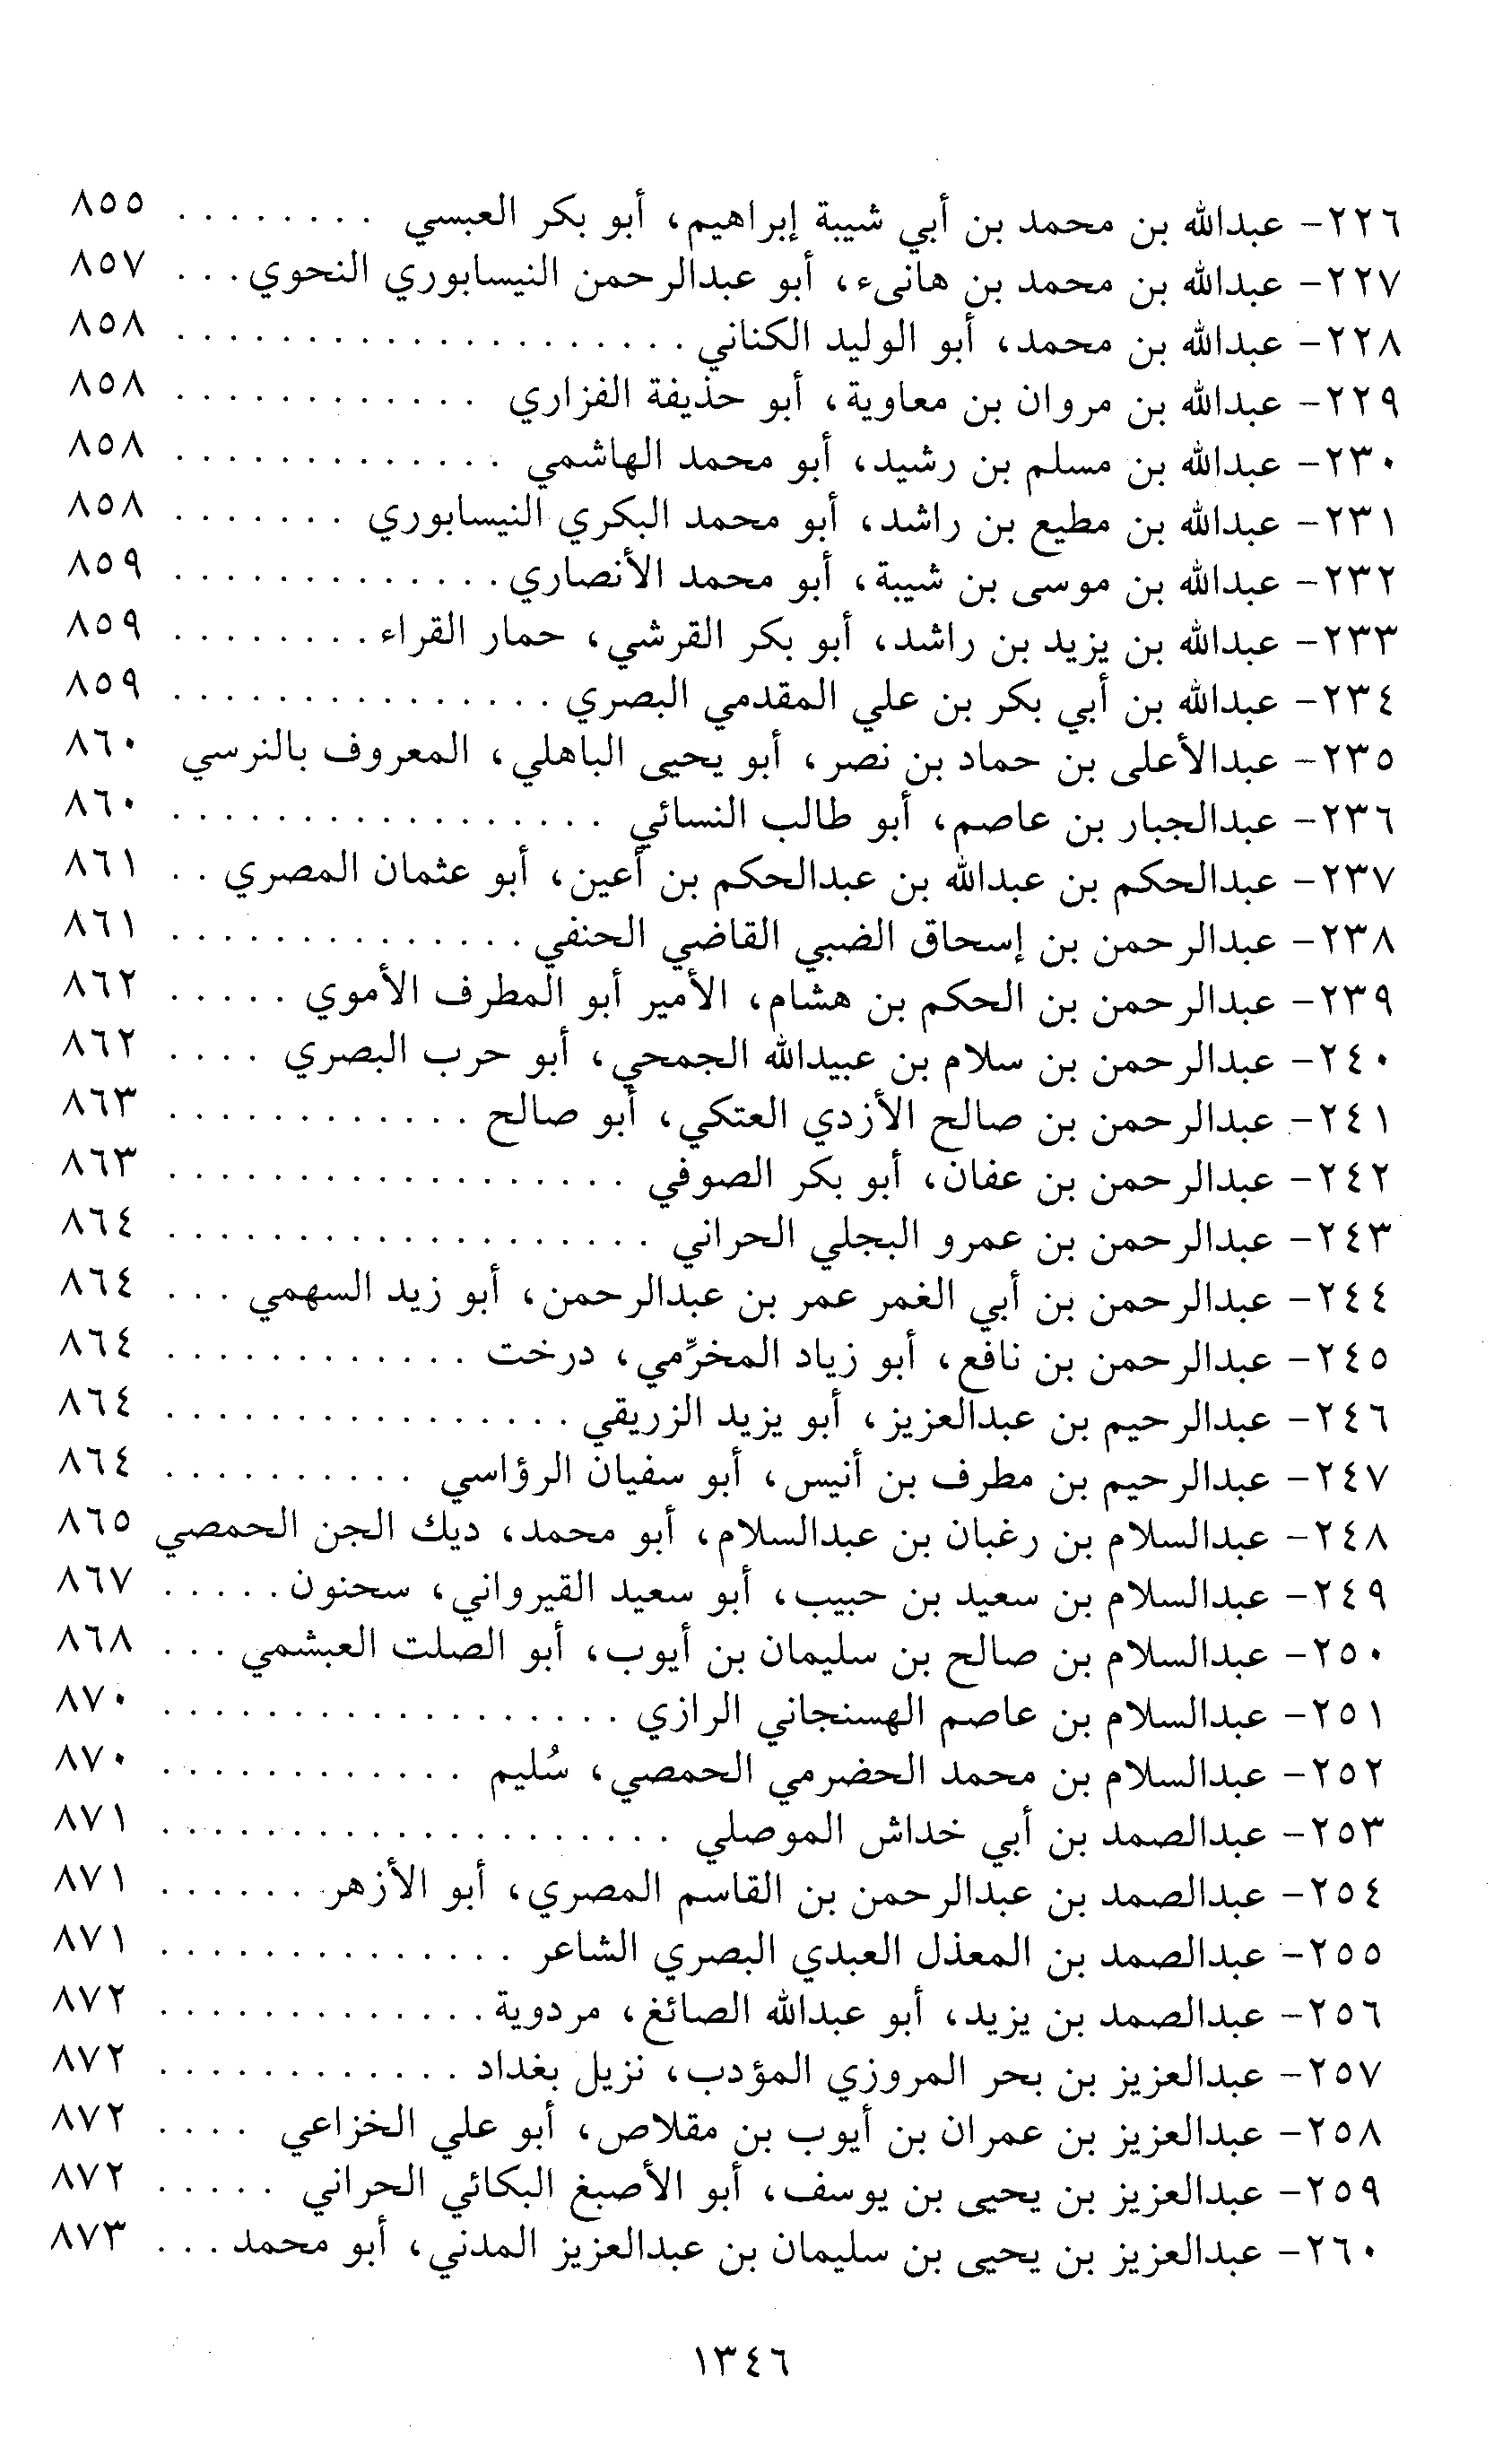 ٢٢٦- عبدالله بن محمد بن أبي شيبة إبراهيم، أبو بكر العبسي . . . . . . . . ٨٥٥
٢٢٧- عبدالله بن محمد بن هانىء، أبو عبدالرحمن النيسابوري النحوي . . . ٨٥٧
٢٢٨- عبدالله بن محمد، أبو الوليد الكناني . . . . . . . . . . . . . . . . . . . . ٨٥٨
٢٢٩- عبدالله بن مروان بن معاوية، أبو حذيفة الفزاري . . . . . . . . . . . . ٨٥٨
٢٣٠- عبدالله بن مسلم بن رشيد، أبو محمد الهاشمي . . . . . . . . . . . . . ٨٥٨
٢٣١- عبدالله بن مطيع بن راشد، أبو محمد البكري النيسابوري . . . . . . . ٨٥٨
٢٣٢- عبدالله بن موسى بن شيبة، أبو محمد الأنصاري . . . . . . . . . . . . . ٨٥٩
٢٣٣- عبدالله بن يزيد بن راشد، أبو بكر القرشي، حمار القراء . . . . . . . . ٨٥٩
٢٣٤- عبدالله بن أبي بكر بن علي المقدمي البصري . . . . . . . . . . . . . . . ٨٥٩
٢٣٥- عبدالأعلى بن حماد بن نصر، أبو يحيى الباهلي، المعروف بالنرسي ٨٦٠
٢٣٦- عبدالجبار بن عاصم، أبو طالب النسائي . . . . . . . . . . . . . . . . . ٨٦٠
٢٣٧- عبدالحكم بن عبدالله بن عبدالحكم بن أعين، أبو عثمان المصري . . ٨٦١
٢٣٨- عبدالرحمن بن إسحاق الضبي القاضي الحنفي . . . . . . . . . . . . . . ٨٦١
٢٣٩- عبدالرحمن بن الحكم بن هشام، الأمير أبو المطرف الأموي . . . . . ٨٦٢
٢٤٠- عبدالرحمن بن سلام بن عبيدالله الجمحي، أبو حرب البصري . . . . ٨٦٢
٢٤١- عبدالرحمن بن صالح الأزدي العتكي، أبو صالح . . . . . . . . . . . . ٨٦٣
٢٤٢- عبدالرحمن بن عفان، أبو بكر الصوفي . . . . . . . . . . . . . . . . . . ٨٦٣
٢٤٣- عبدالرحمن بن عمرو البجلي الحراني . . . . . . . . . . . . . . . . . . . ٨٦٤
٢٤٤- عبدالرحمن بن أبي الغمر عمر بن عبدالرحمن، أبو زيد السهمي . . . ٨٦٤
٢٤٥- عبدالرحمن بن نافع، أبو زياد المخرِّمي، درخت . . . . . . . . . . . . ٨٦٤
٢٤٦- عبدالرحيم بن عبدالعزيز، أبو يزيد الزريقي . . . . . . . . . . . . . . . . ٨٦٤
٢٤٧- عبدالرحيم بن مطرف بن أنيس، أبو سفيان الرؤاسي . . . . . . . . . . ٨٦٤
٢٤٨- عبدالسلام بن رغبان بن عبدالسلام، أبو محمد، ديك الجن الحمصي ٨٦٥
٢٤٩- عبدالسلام بن سعيد بن حبيب، أبو سعيد القيرواني، سحنون . . . . . ٨٦٧
٢٥٠- عبدالسلام بن صالح بن سليمان بن أيوب، أبو الصلت العبشمي . . . ٨٦٨
٢٥١- عبدالسلام بن عاصم الهسنجاني الرازي . . . . . . . . . . . . . . . . . . ٨٧٠
٢٥٢- عبدالسلام بن محمد الحضرمي الحمصي، سُليم . . . . . . . . . . . . ٨٧٠
٢٥٣- عبدالصمد بن أبي خداش الموصلي . . . . . . . . . . . . . . . . . . . . ٨٧١
٢٥٤- عبدالصمد بن عبدالرحمن بن القاسم المصري، أبو الأزهر . . . . . . ٨٧١
٢٥٥- عبدالصمد بن المعذل العبدي البصري الشاعر . . . . . . . . . . . . . . ٨٧١
٢٥٦- عبدالصمد بن يزيد، أبو عبدالله الصائغ، مردوية . . . . . . . . . . . . . ٨٧٢
٢٥٧- عبدالعزيز بن بحر المروزي المؤدب، نزيل بغداد . . . . . . . . . . . . ٨٧٢
٢٥٨- عبدالعزيز بن عمران بن أيوب بن مقلاص، أبو علي الخزاعي . . . . ٨٧٢
٢٥٩- عبدالعزيز بن يحيى بن يوسف، أبو الأصبغ البكائي الحراني . . . . . ٨٧٢
٢٦٠- عبدالعزيز بن يحيى بن سليمان بن عبدالعزيز المدني، أبو محمد . . . ٨٧٣
١٣٤٦